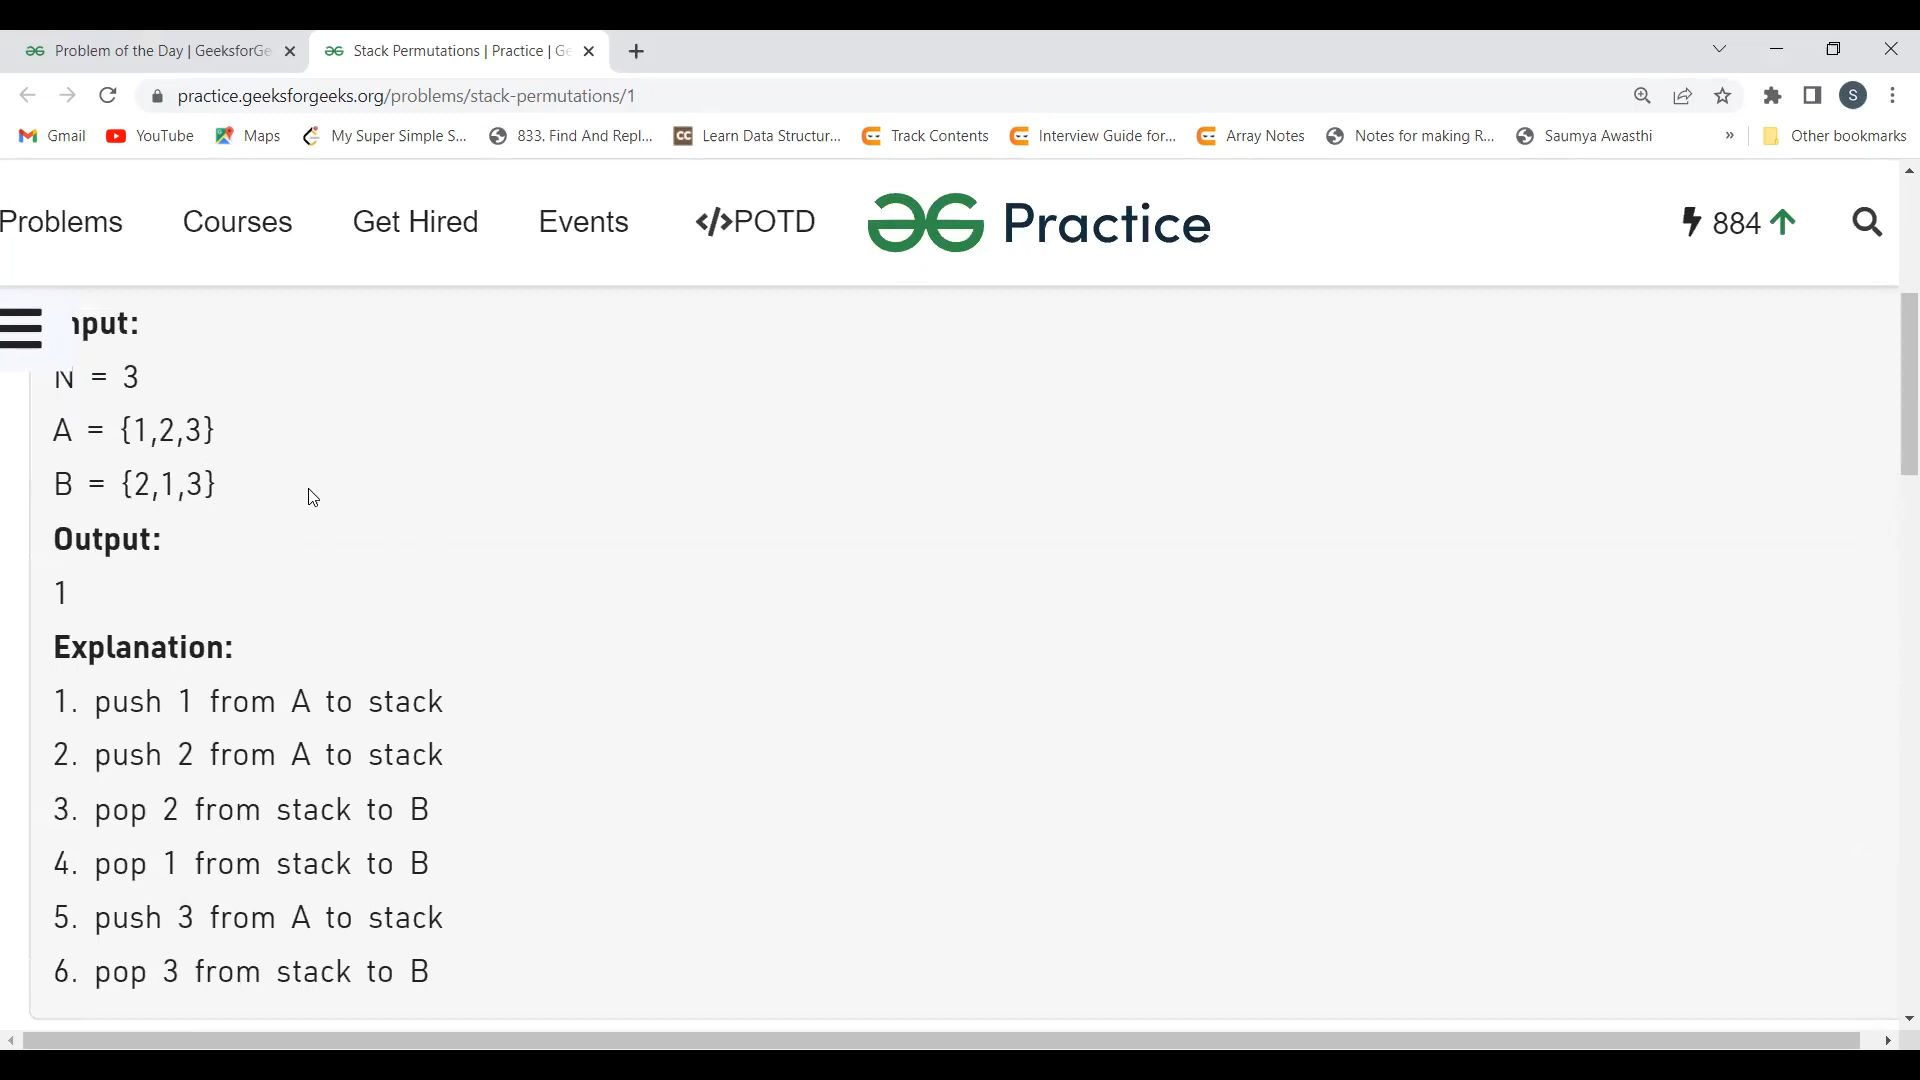 Problem of the Day | GeeksforGe
Stack Permutations | Practice | Ge
practice.geeksforgeeks.org/problems/stack-permutations/1
S
Gmail YouTube Maps My Super Simple S... 833. Find And Repl... Learn Data Structur... Track Contents Interview Guide for... Array Notes Notes for making R... Saumya Awasthi » Other bookmarks
Problems Courses Get Hired Events </>POTD Practice 884
nput:
N = 3
A = {1,2,3}
B = {2,1,3}
Output:
1
Explanation:
1. push 1 from A to stack
2. push 2 from A to stack
3. pop 2 from stack to B
4. pop 1 from stack to B
5. push 3 from A to stack
6. pop 3 from stack to B